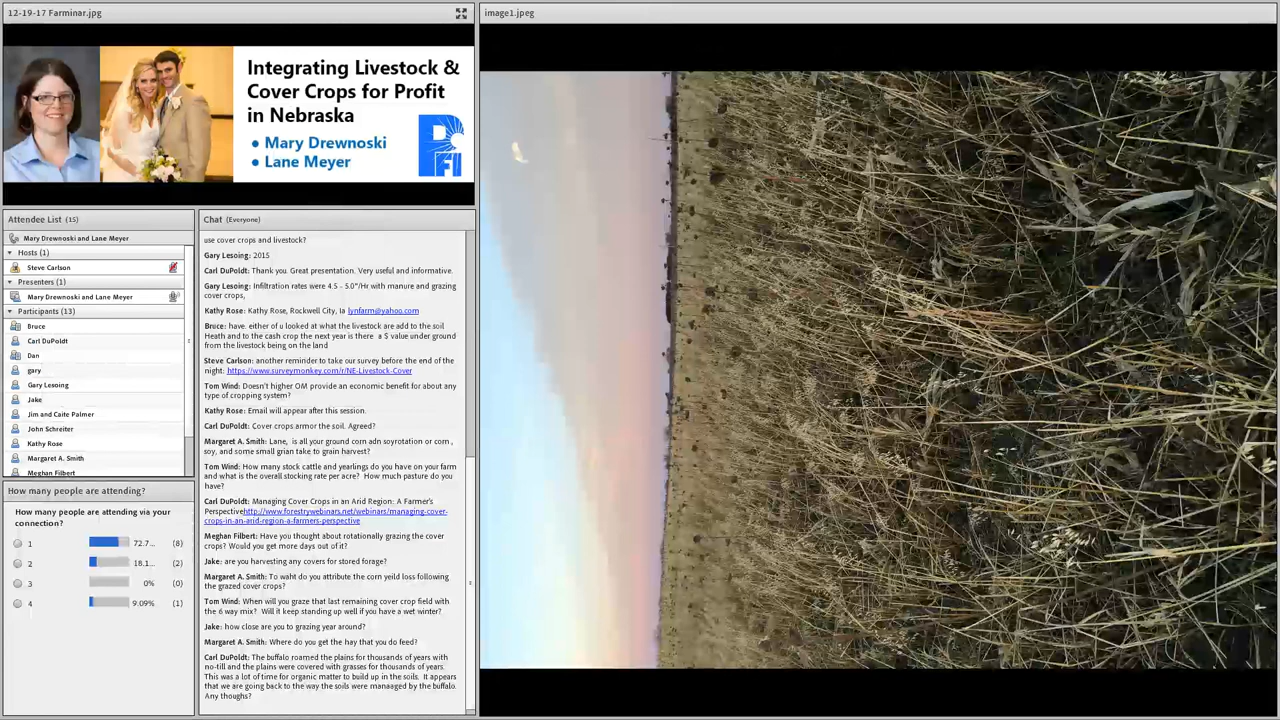 12-19-17 Farminar.jpg
Integrating Livestock &
Cover Crops for Profit
in Nebraska
• Mary Drewnoski
• Lane Meyer
PFI
Attendee List (15)
Mary Drewnoski and Lane Meyer
Hosts (1)
Steve Carlson
Presenters (1)
Mary Drewnoski and Lane Meyer
Participants (13)
Bruce
Carl DuPoldt
Dan
gary
Gary Lesoing
Jake
Jim and Caite Palmer
John Schreiter
Kathy Rose
Margaret A. Smith
Meghan Filbert
How many people are attending?
How many people are attending via your
connection?
1 72.7... (8)
2 18.1... (2)
3 0% (0)
4 9.09% (1)
Chat (Everyone)
use cover crops and livestock?
Gary Lesoing: 2015
Carl DuPoldt: Thank you. Great presentation. Very useful and informative.
Gary Lesoing: Infiltration rates were 4.5 - 5.0"/Hr with manure and grazing
cover crops,
Kathy Rose: Kathy Rose, Rockwell City, Ia lynfarm@yahoo.com
Bruce: have. either of u looked at what the livestock are add to the soil
Heath and to the cash crop the next year is there a $ value under ground
from the livestock being on the land
Steve Carlson: another reminder to take our survey before the end of the
night: https://www.surveymonkey.com/r/NE-Livestock-Cover
Tom Wind: Doesn't higher OM provide an economic benefit for about any
type of cropping system?
Kathy Rose: Email will appear after this session.
Carl DuPoldt: Cover crops armor the soil. Agreed?
Margaret A. Smith: Lane, is all your ground corn adn soyrotation or corn ,
soy, and some small grian take to grain harvest?
Tom Wind: How many stock cattle and yearlings do you have on your farm
and what is the overall stocking rate per acre? How much pasture do you
have?
Carl DuPoldt: Managing Cover Crops in an Arid Region: A Farmer's
Perspectivehttp://www.forestrywebinars.net/webinars/managing-cover-
crops-in-an-arid-region-a-farmers-perspective
Meghan Filbert: Have you thought about rotationally grazing the cover
crops? Would you get more days out of it?
Jake: are you harvesting any covers for stored forage?
Margaret A. Smith: To waht do you attribute the corn yeild loss following
the grazed cover crops?
Tom Wind: When will you graze that last remaining cover crop field with
the 6 way mix? Will it keep standing up well if you have a wet winter?
Jake: how close are you to grazing year around?
Margaret A. Smith: Where do you get the hay that you do feed?
Carl DuPoldt: The buffalo roamed the plains for thousands of years with
no-till and the plains were covered with grasses for thousands of years.
This was a lot of time for organic matter to build up in the soils. It appears
that we are going back to the way the soils were manaaged by the buffalo.
Any thoughs?
image1.jpeg